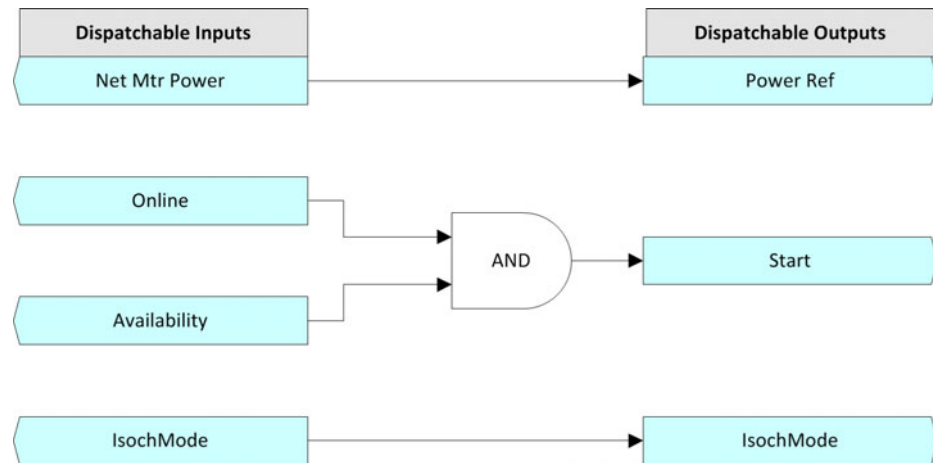 Dispatchable Inputs
Dispatchable Outputs
Net Mtr Power
Power Ref
Online
AND
Start
Availability
IsochMode
IsochMode